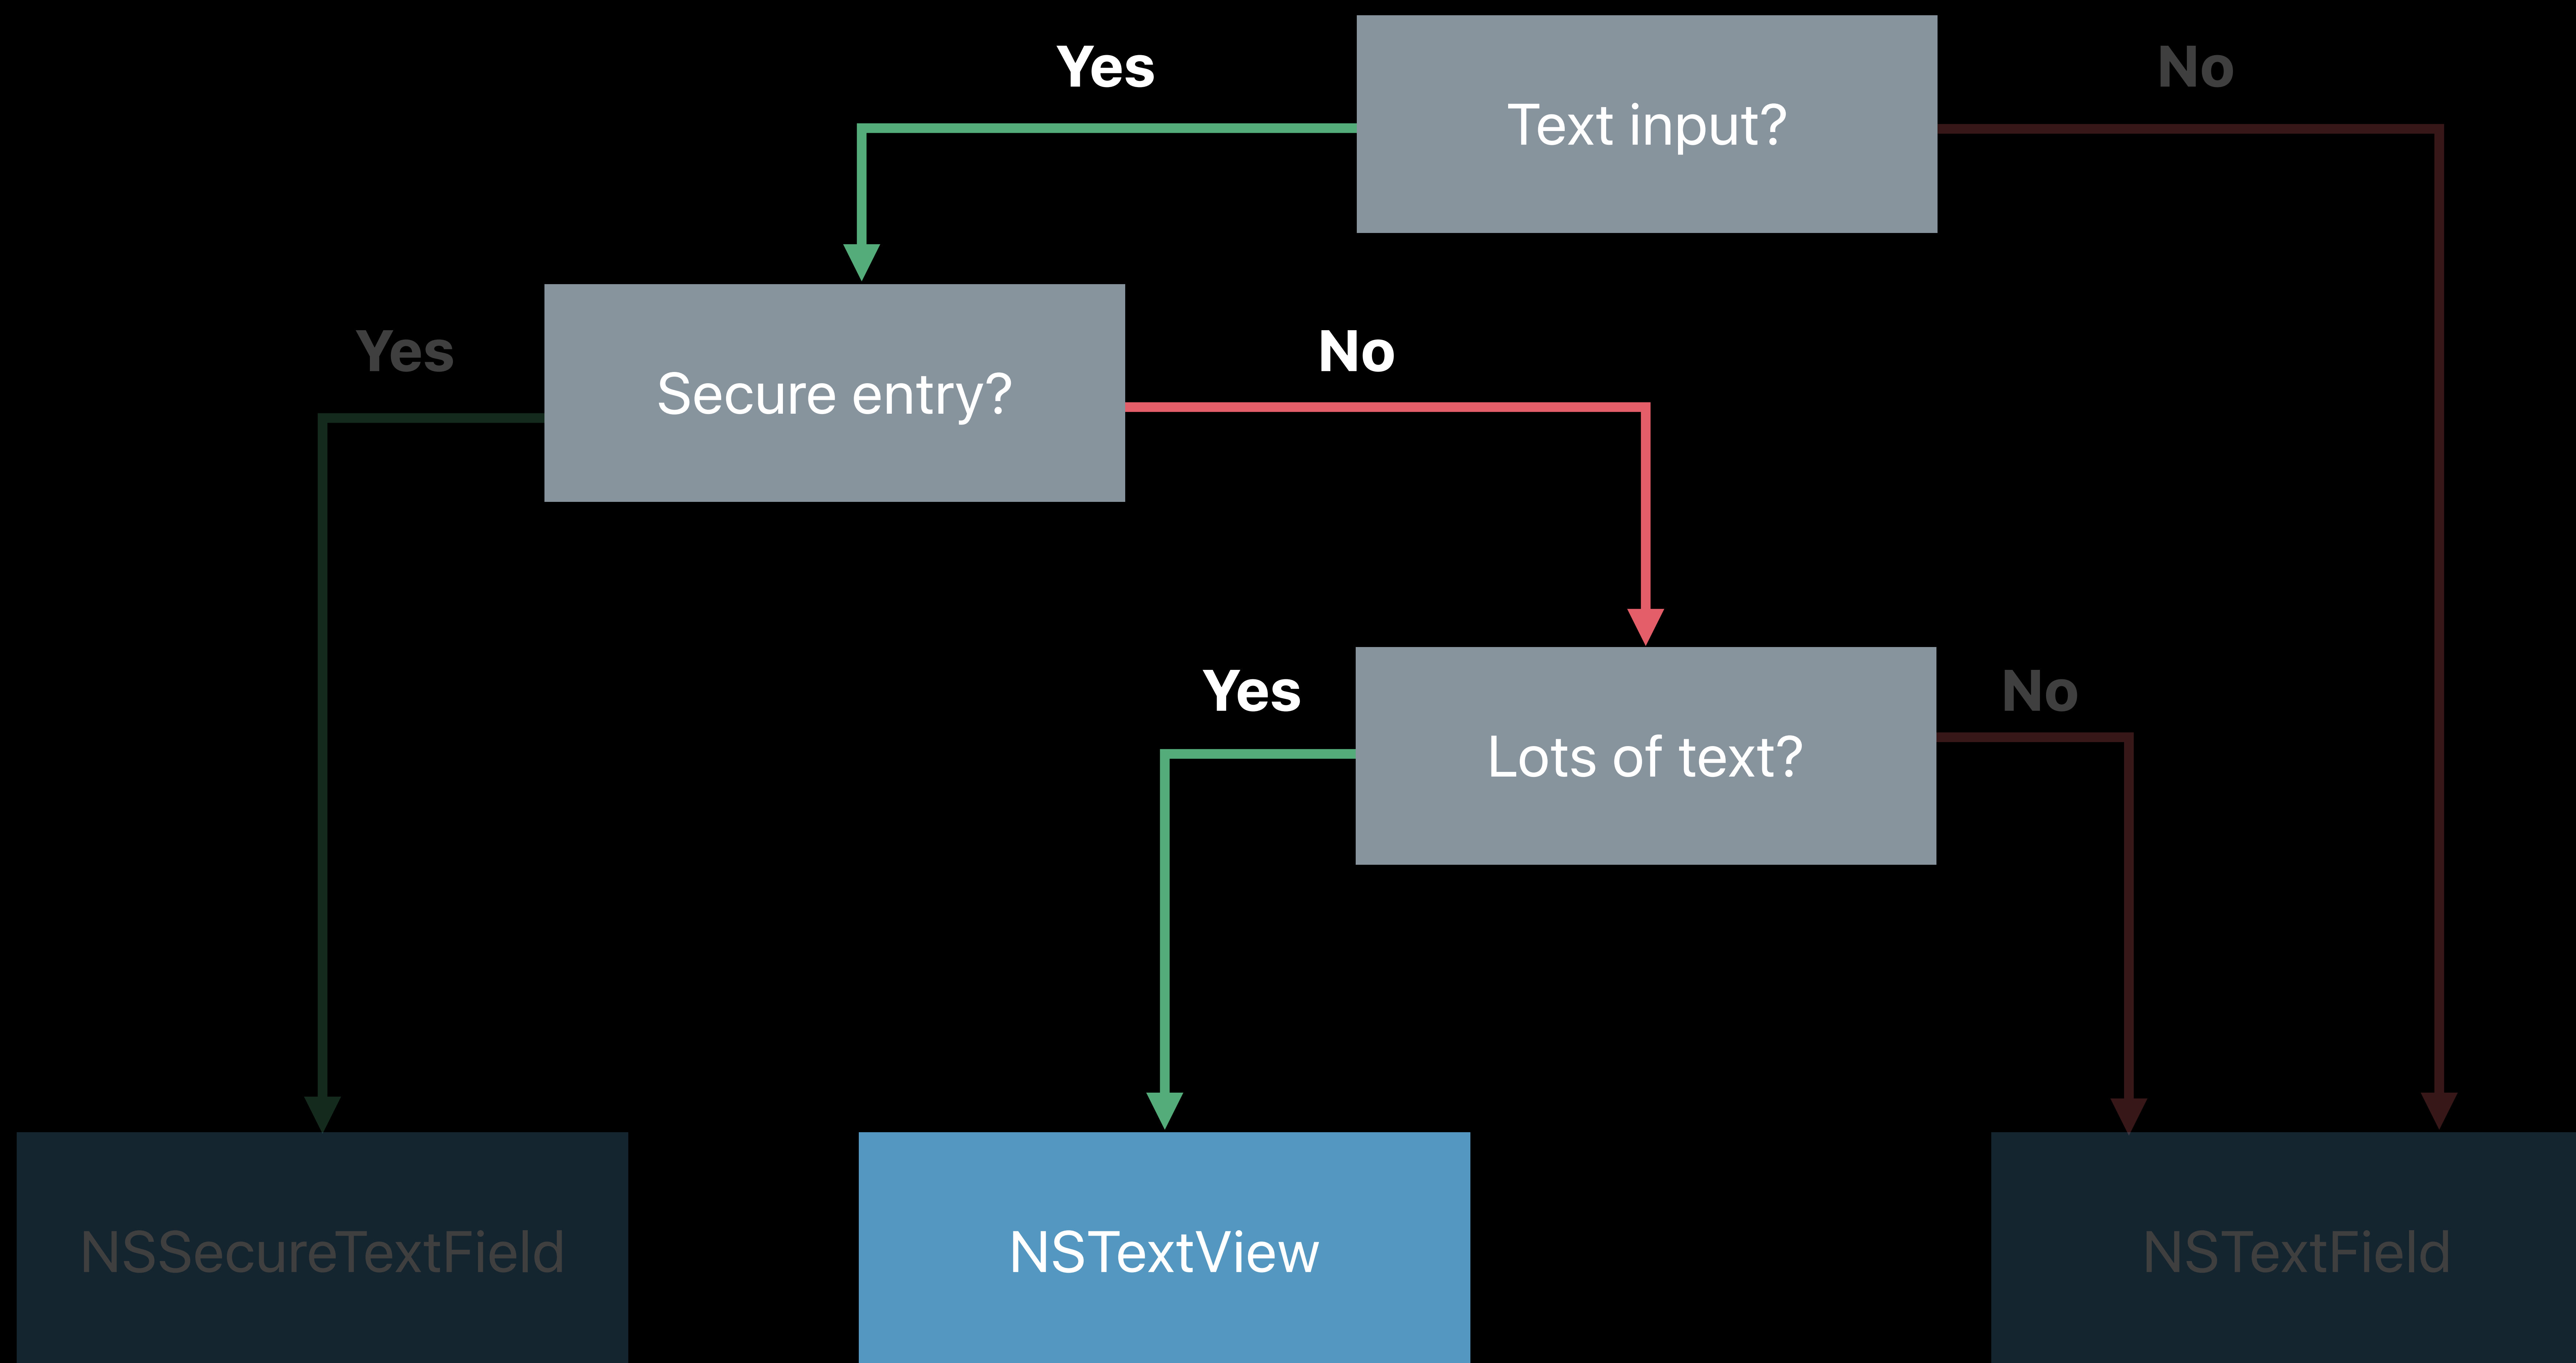 Yes
Text input?
No
Yes
Secure entry?
No
Yes
Lots of text?
No
NSSecureTextField
NSTextView
NSTextField